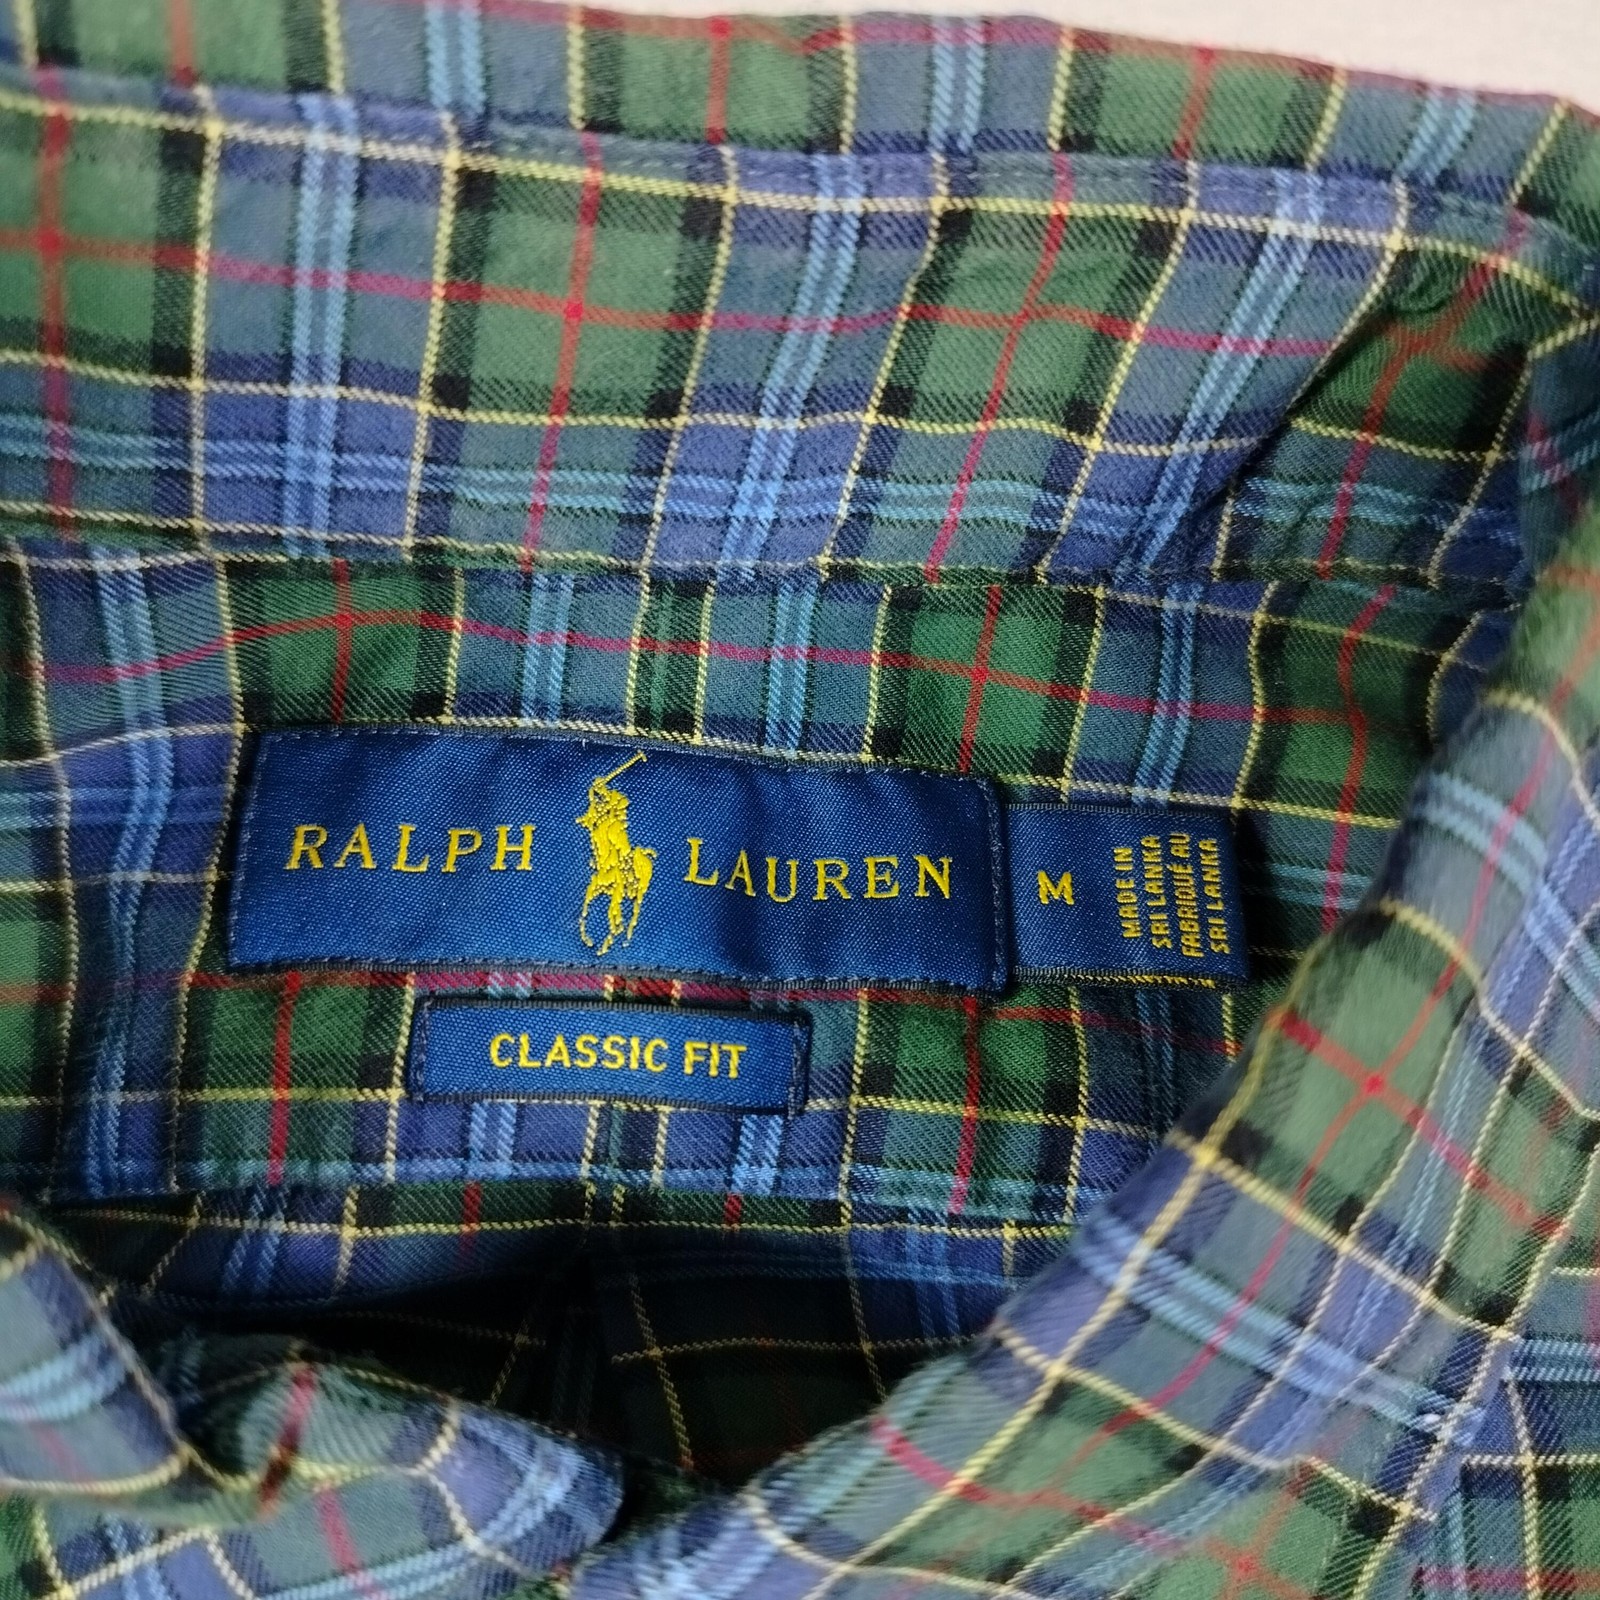 RALPH LAUREN
M
MADE IN
SRI LANKA
FABRIQUÉ AU
SRI LANKA
CLASSIC FIT